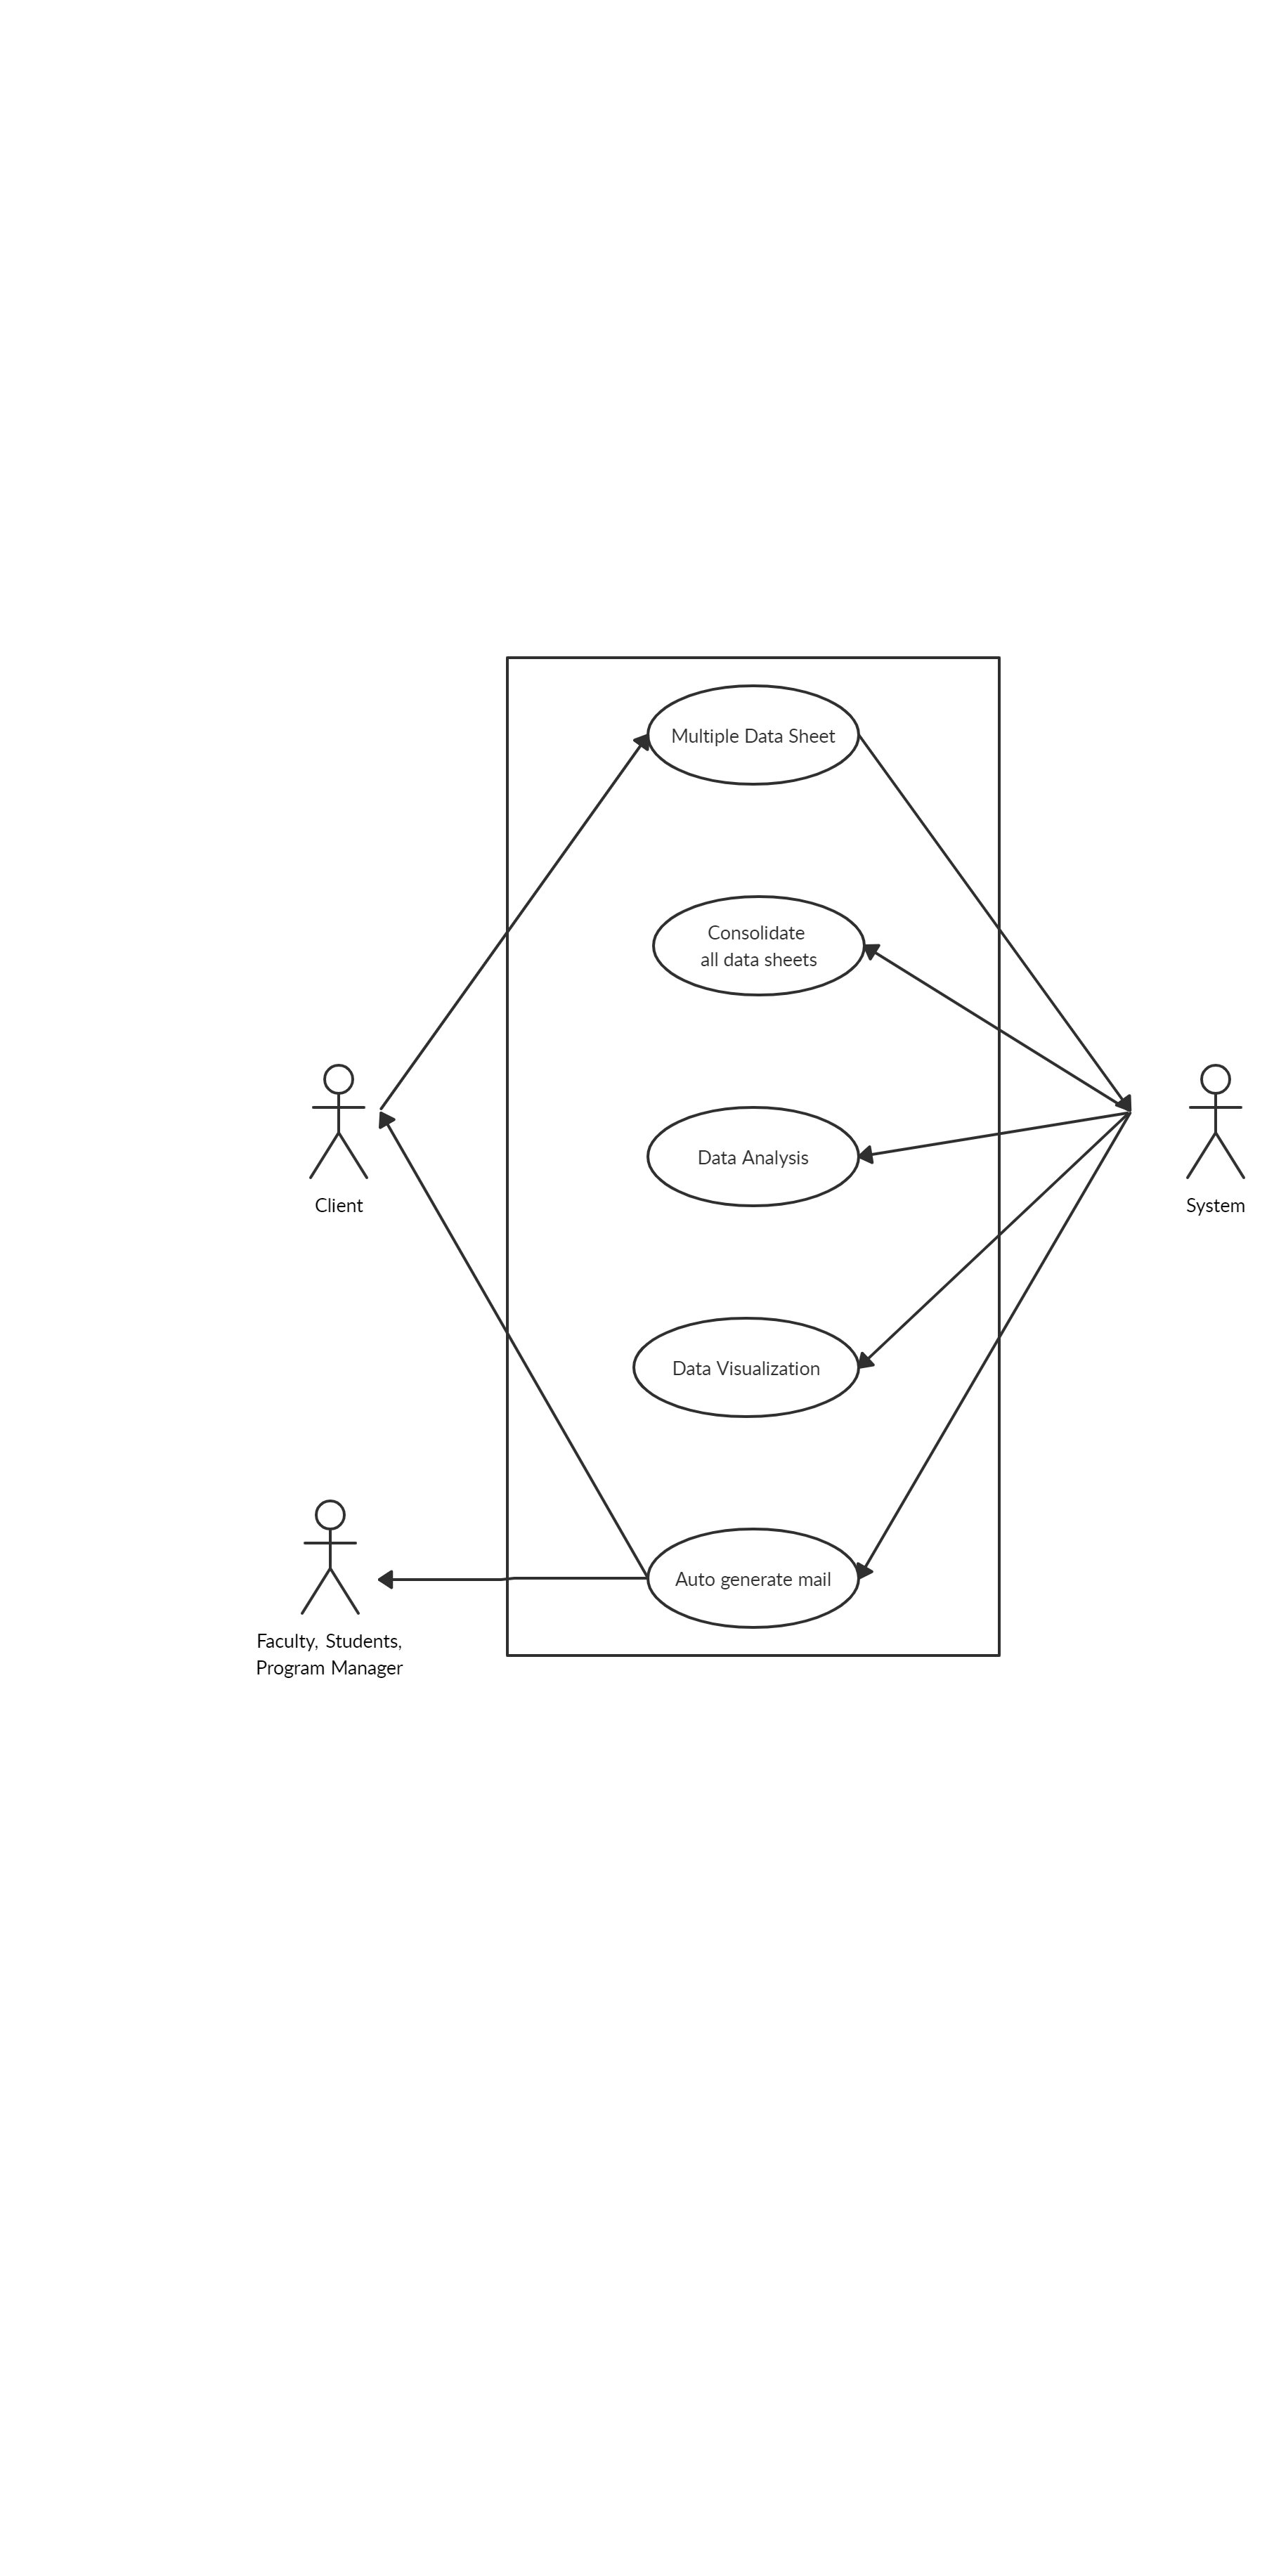 Multiple Data Sheet
Consolidate
all data sheets
Data Analysis
Client
System
Data Visualization
Auto generate mail
Faculty, Students,
Program Manager